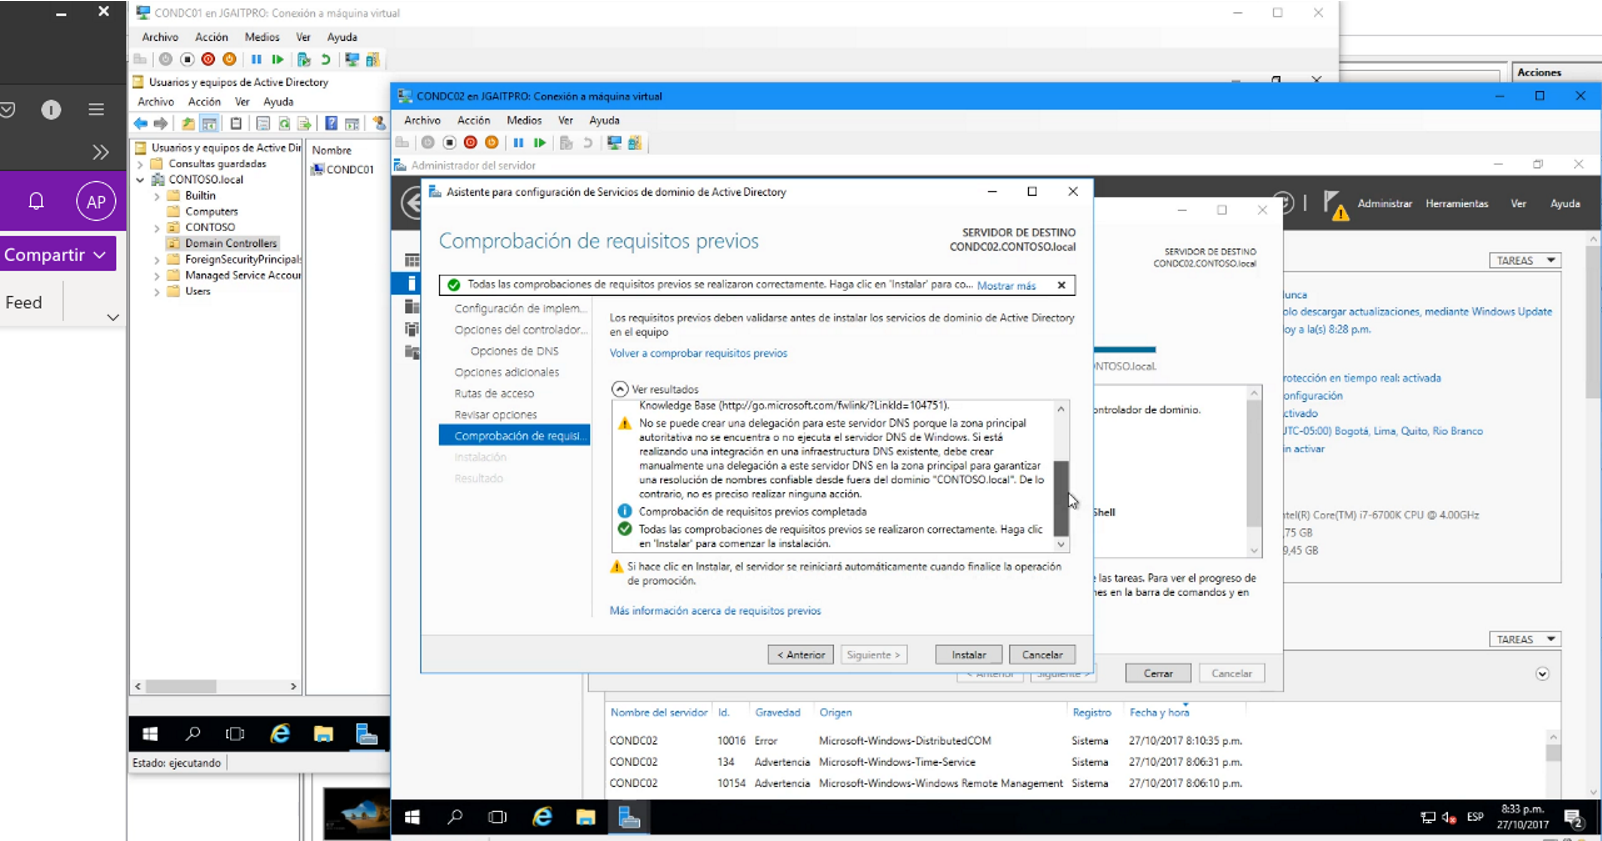 CONDC01 en JGAITPRO: Conexión a máquina virtual
Archivo Acción Medios Ver Ayuda
Usuarios y equipos de Active Directory
Archivo Acción Ver Ayuda
Usuarios y equipos de Active Dir
Consultas guardadas
CONTOSO.local
Builtin
Computers
CONTOSO
Domain Controllers
ForeignSecurityPrincipals
Managed Service Accour
Users
Nombre
CONDC01
Estado: ejecutando
AP
Compartir
Feed
Acciones
CONDC02 en JGAITPRO: Conexión a máquina virtual
Archivo Acción Medios Ver Ayuda
Administrador del servidor
Administrar Herramientas Ver Ayuda
Asistente para configuración de Servicios de dominio de Active Directory
Comprobación de requisitos previos
SERVIDOR DE DESTINO
CONDC02.CONTOSO.local
Todas las comprobaciones de requisitos previos se realizaron correctamente. Haga clic en 'Instalar' para co... Mostrar más
Configuración de implem...
Opciones del controlador...
Opciones de DNS
Opciones adicionales
Rutas de acceso
Revisar opciones
Comprobación de requisi...
Instalación
Resultado
Los requisitos previos deben validarse antes de instalar los servicios de dominio de Active Directory
en el equipo
Volver a comprobar requisitos previos
Ver resultados
Knowledge Base (http://go.microsoft.com/fwlink/?LinkId=104751).
No se puede crear una delegación para este servidor DNS porque la zona principal
autoritativa no se encuentra o no ejecuta el servidor DNS de Windows. Si está
realizando una integración en una infraestructura DNS existente, debe crear
manualmente una delegación a este servidor DNS en la zona principal para garantizar
una resolución de nombres confiable desde fuera del dominio "CONTOSO.local". De lo
contrario, no es preciso realizar ninguna acción.
Comprobación de requisitos previos completada
Todas las comprobaciones de requisitos previos se realizaron correctamente. Haga clic
en 'Instalar' para comenzar la instalación.
Si hace clic en Instalar, el servidor se reiniciará automáticamente cuando finalice la operación
de promoción.
Más información acerca de requisitos previos
< Anterior Siguiente > Instalar Cancelar
SERVIDOR DE DESTINO
CONDC02.CONTOSO.local
NTOSO.local.
ontrolador de dominio.
Shell
las tareas. Para ver el progreso de
nes en la barra de comandos y en
< Anterior Siguiente > Cerrar Cancelar
TAREAS
lunca
olo descargar actualizaciones, mediante Windows Update
oy a la(s) 8:28 p.m.
rotección en tiempo real: activada
onfiguración
ctivado
UTC-05:00) Bogotá, Lima, Quito, Rio Branco
in activar
ntel(R) Core(TM) i7-6700K CPU @ 4.00GHz
,75 GB
9,45 GB
TAREAS
Nombre del servidor Id. Gravedad Origen Registro Fecha y hora
CONDC02 10016 Error Microsoft-Windows-DistributedCOM Sistema 27/10/2017 8:10:35 p.m.
CONDC02 134 Advertencia Microsoft-Windows-Time-Service Sistema 27/10/2017 8:06:31 p.m.
CONDC02 10154 Advertencia Microsoft-Windows-Windows Remote Management Sistema 27/10/2017 8:06:10 p.m.
ESP
8:33 p.m.
27/10/2017
2